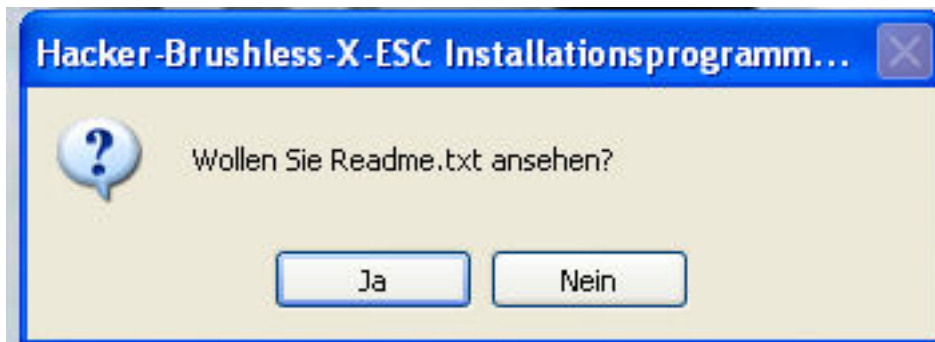 Hacker-Brushless-X-ESC Installationsprogramm...
Wollen Sie Readme.txt ansehen?
Ja
Nein